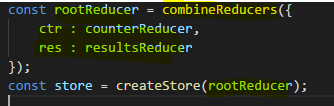 const rootReducer = combineReducers({
    ctr : counterReducer,
    res : resultsReducer
});
const store = createStore(rootReducer);